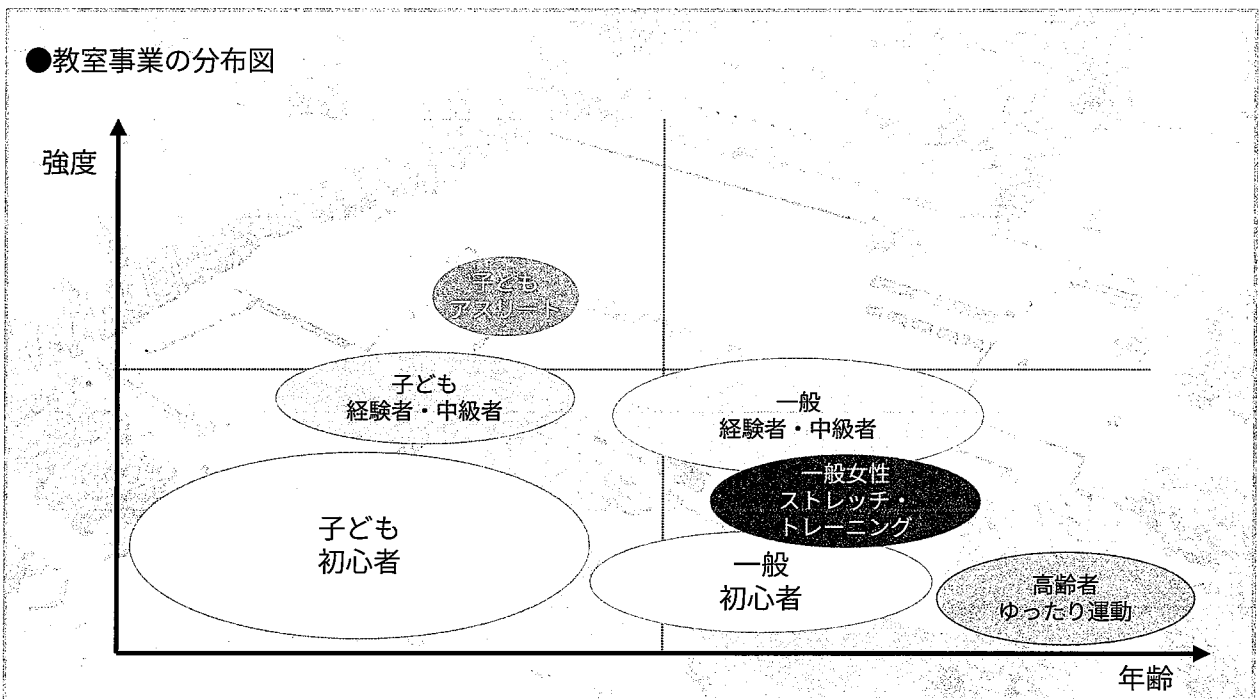 ●教室事業の分布図
強度
子ども
アスリート
子ども
経験者・中級者
一般
経験者・中級者
一般女性
ストレッチ・
トレーニング
子ども
初心者
一般
初心者
高齢者
ゆったり運動
年齢